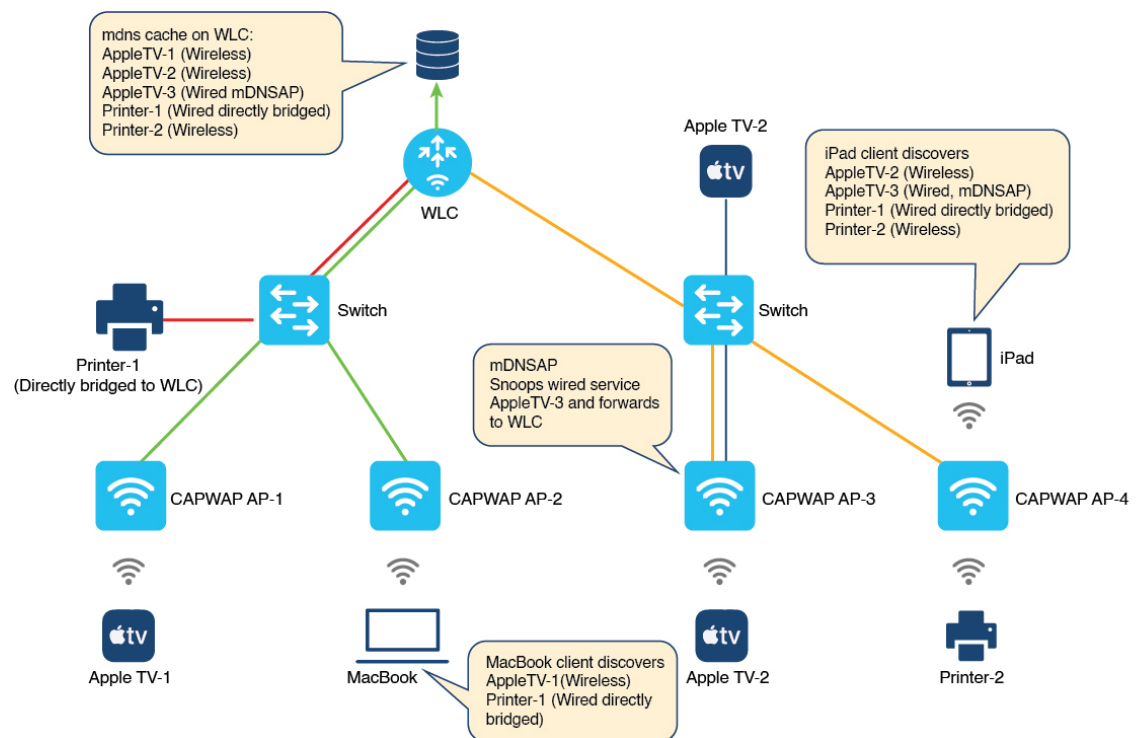 mdns cache on WLC:
AppleTV-1 (Wireless)
AppleTV-2 (Wireless)
AppleTV-3 (Wired mDNSAP)
Printer-1 (Wired directly bridged)
Printer-2 (Wireless)
WLC
Apple TV-2
tv
iPad client discovers
AppleTV-2 (Wireless)
AppleTV-3 (Wired, mDNSAP)
Printer-1 (Wired directly bridged)
Printer-2 (Wireless)
Switch
Switch
Printer-1
(Directly bridged to WLC)
iPad
mDNSAP
Snoops wired service
AppleTV-3 and forwards
to WLC
CAPWAP AP-1
CAPWAP AP-2
CAPWAP AP-3
CAPWAP AP-4
tv
Apple TV-1
MacBook
MacBook client discovers
AppleTV-1(Wireless)
Printer-1 (Wired directly
bridged)
tv
Apple TV-2
Printer-2